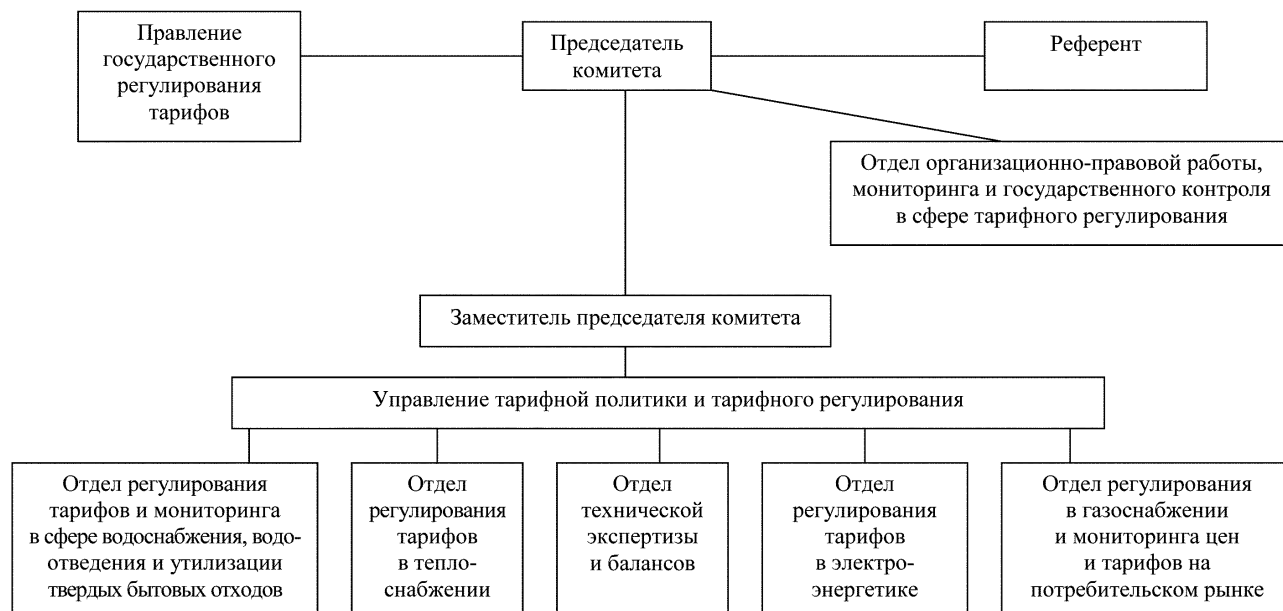 Правление
государственного
регулирования
тарифов
Председатель
комитета
Референт
Отдел организационно-правовой работы,
мониторинга и государственного контроля
в сфере тарифного регулирования
Заместитель председателя комитета
Управление тарифной политики и тарифного регулирования
Отдел регулирования
тарифов и мониторинга
в сфере водоснабжения, водо-
отведения и утилизации
твердых бытовых отходов
Отдел
регулирования
тарифов
в тепло-
снабжении
Отдел
технической
экспертизы
и балансов
Отдел
регулирования
тарифов
в электро-
энергетике
Отдел регулирования
в газоснабжении
и мониторинга цен
и тарифов на
потребительском рынке